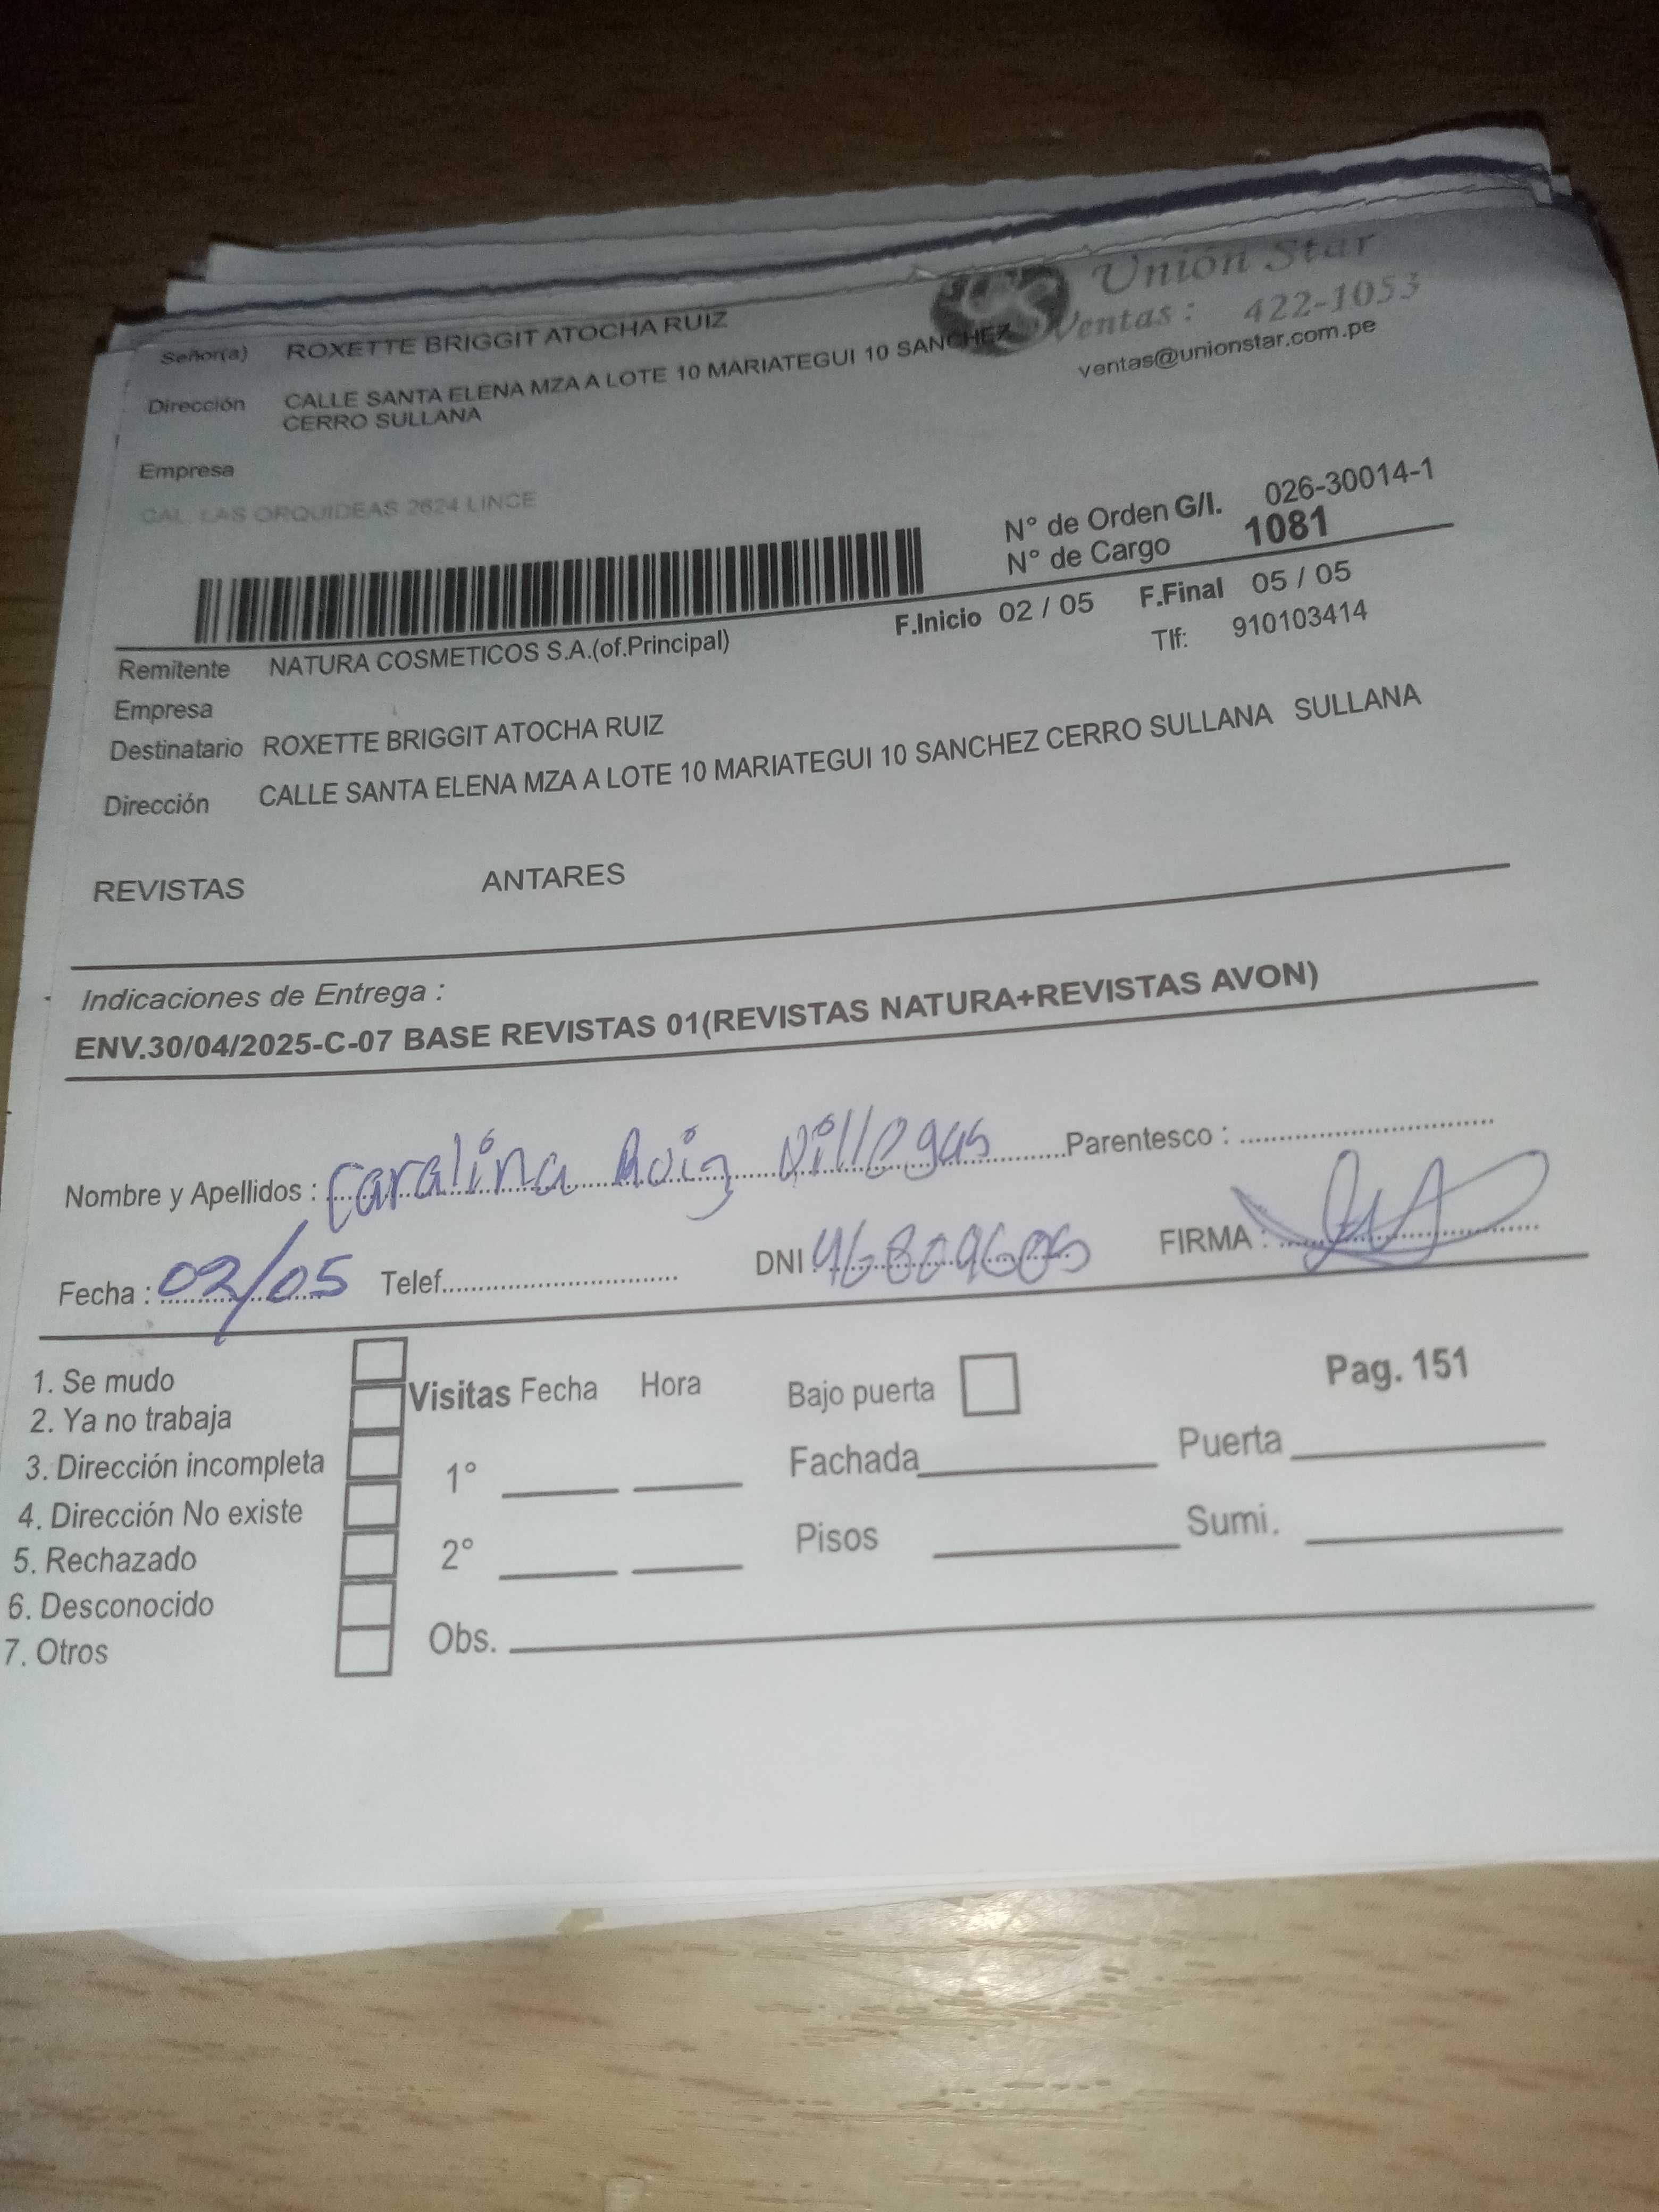 Unión Star
Ventas : 422-1053
ventas@unionstar.com.pe
Señor(a) ROXETTE BRIGGIT ATOCHA RUIZ
Dirección CALLE SANTA ELENA MZA A LOTE 10 MARIATEGUI 10 SANCHEZ
CERRO SULLANA
Empresa
CAL. LAS ORQUIDEAS 2624 LINCE
N° de Orden G/I. 026-30014-1
N° de Cargo 1081
F.Inicio 02 / 05 F.Final 05 / 05
Tlf: 910103414
Remitente NATURA COSMETICOS S.A.(of.Principal)
Empresa
Destinatario ROXETTE BRIGGIT ATOCHA RUIZ
Dirección CALLE SANTA ELENA MZA A LOTE 10 MARIATEGUI 10 SANCHEZ CERRO SULLANA SULLANA
REVISTAS ANTARES
Indicaciones de Entrega :
ENV.30/04/2025-C-07 BASE REVISTAS 01(REVISTAS NATURA+REVISTAS AVON)
Nombre y Apellidos : Caralina Ruiz Villegas Parentesco :
Fecha : 02/05 Telef. DNI : 46809605 FIRMA :
1. Se mudo
2. Ya no trabaja
3. Dirección incompleta
4. Dirección No existe
5. Rechazado
6. Desconocido
7. Otros
Visitas Fecha Hora
1°
2°
Obs.
Bajo puerta
Fachada Puerta
Pisos Sumi.
Pag. 151